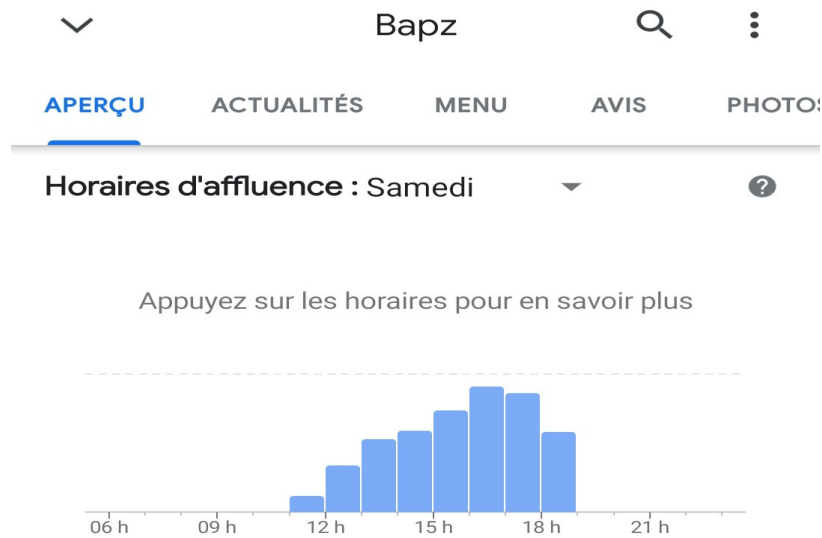 Bapz
APERÇU ACTUALITÉS MENU AVIS PHOTOS
Horaires d'affluence : Samedi
?
Appuyez sur les horaires pour en savoir plus
06 h 09 h 12 h 15 h 18 h 21 h